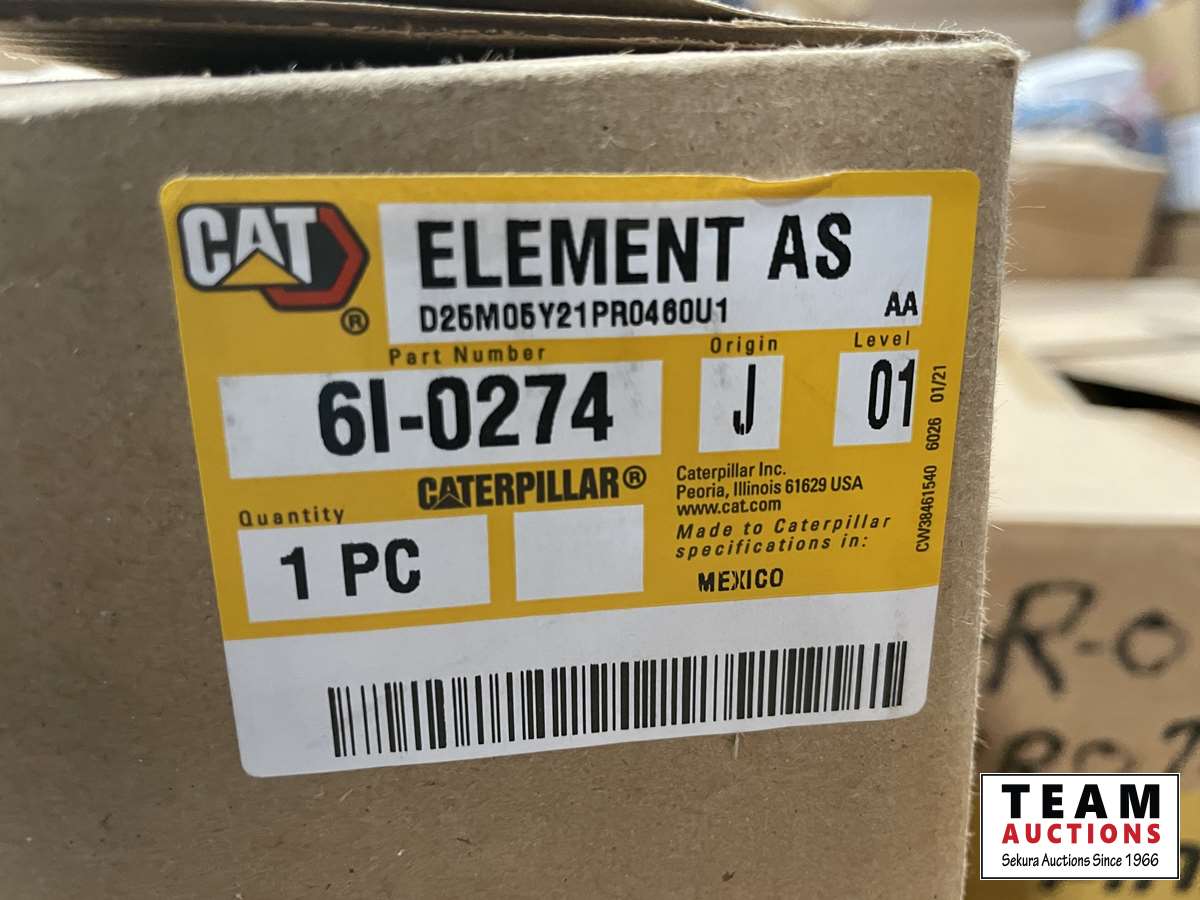 CAT
®
ELEMENT AS
D25M05Y21PR0460U1
AA
Part Number
Origin
Level
6I-0274
J
01
CATERPILLAR®
Caterpillar Inc.
Peoria, Illinois 61629 USA
www.cat.com
Quantity
1 PC
Made to Caterpillar
specifications in:
MEXICO
CW38461540 6026 01/21
R-0
TEAM
AUCTIONS
Sekura Auctions Since 1966